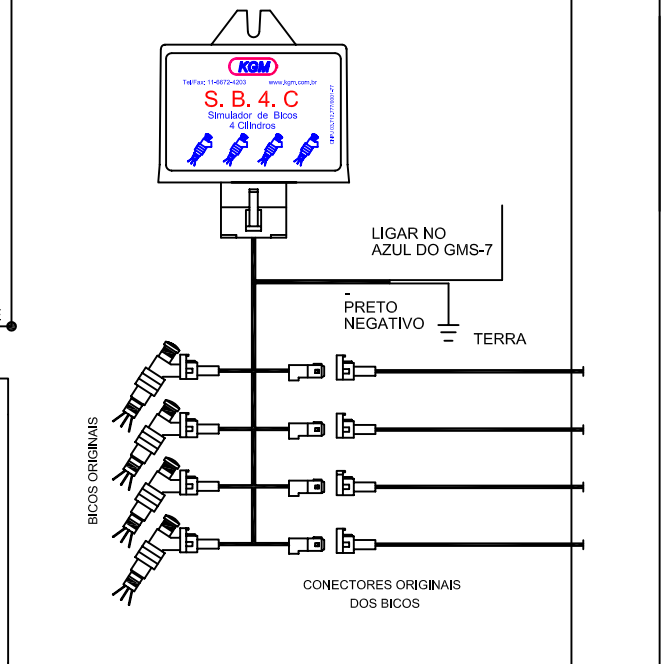 KGM
Tel/Fax: 11-6672-4203 www.kgm.com.br
S. B. 4. C
Simulador de Bicos
4 Cilindros
LIGAR NO
AZUL DO GMS-7
-
PRETO
NEGATIVO
TERRA
BICOS ORIGINAIS
CONECTORES ORIGINAIS
DOS BICOS